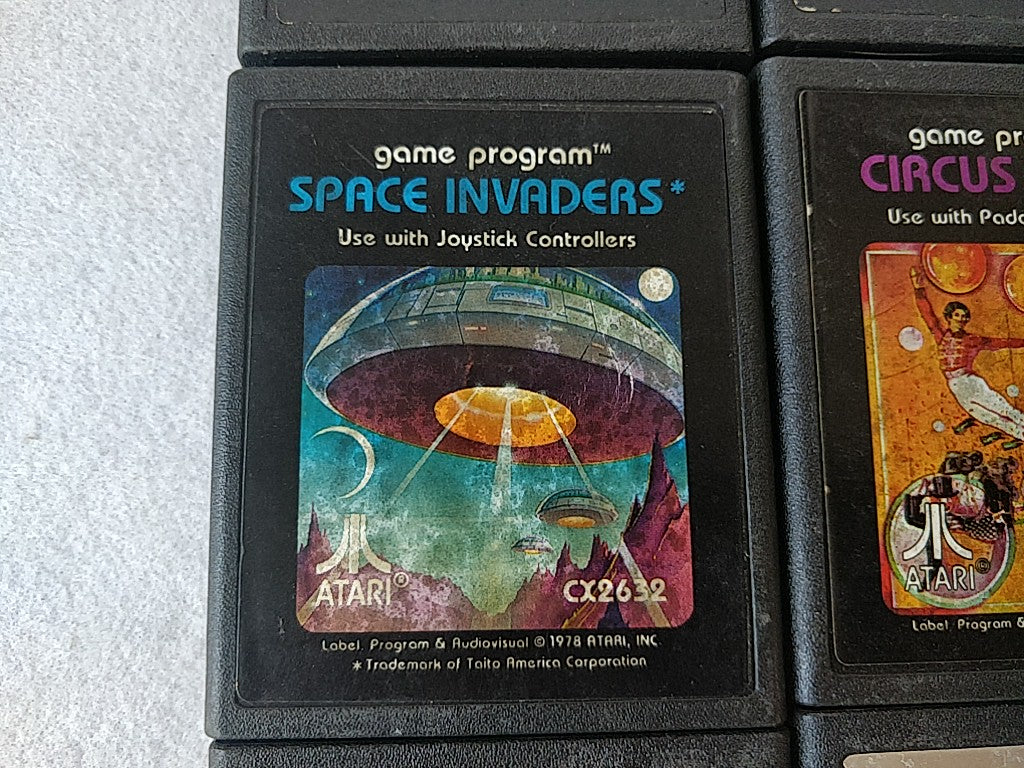 game program™
SPACE INVADERS*
Use with Joystick Controllers
ATARI®
CX2632
Label, Program & Audiovisual © 1978 ATARI, INC.
* Trademark of Taito America Corporation
game pr
CIRCUS
Use with Padd
ATARI®
Label, Program &